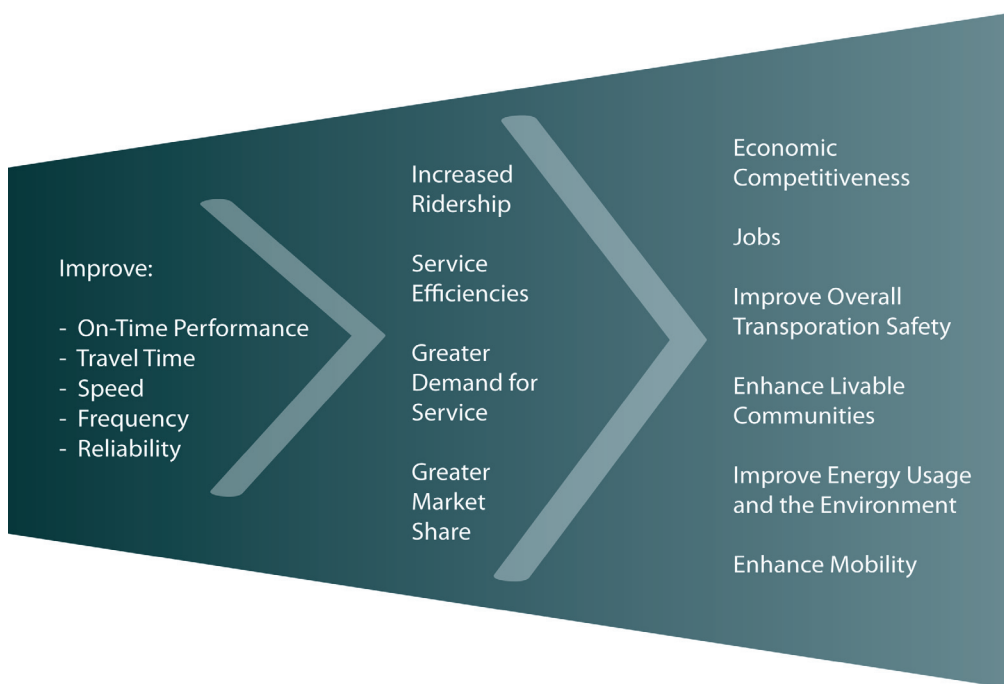 Improve:
- On-Time Performance
- Travel Time
- Speed
- Frequency
- Reliability
Increased
Ridership
Service
Efficiencies
Greater
Demand for
Service
Greater
Market
Share
Economic
Competitiveness
Jobs
Improve Overall
Transporation Safety
Enhance Livable
Communities
Improve Energy Usage
and the Environment
Enhance Mobility